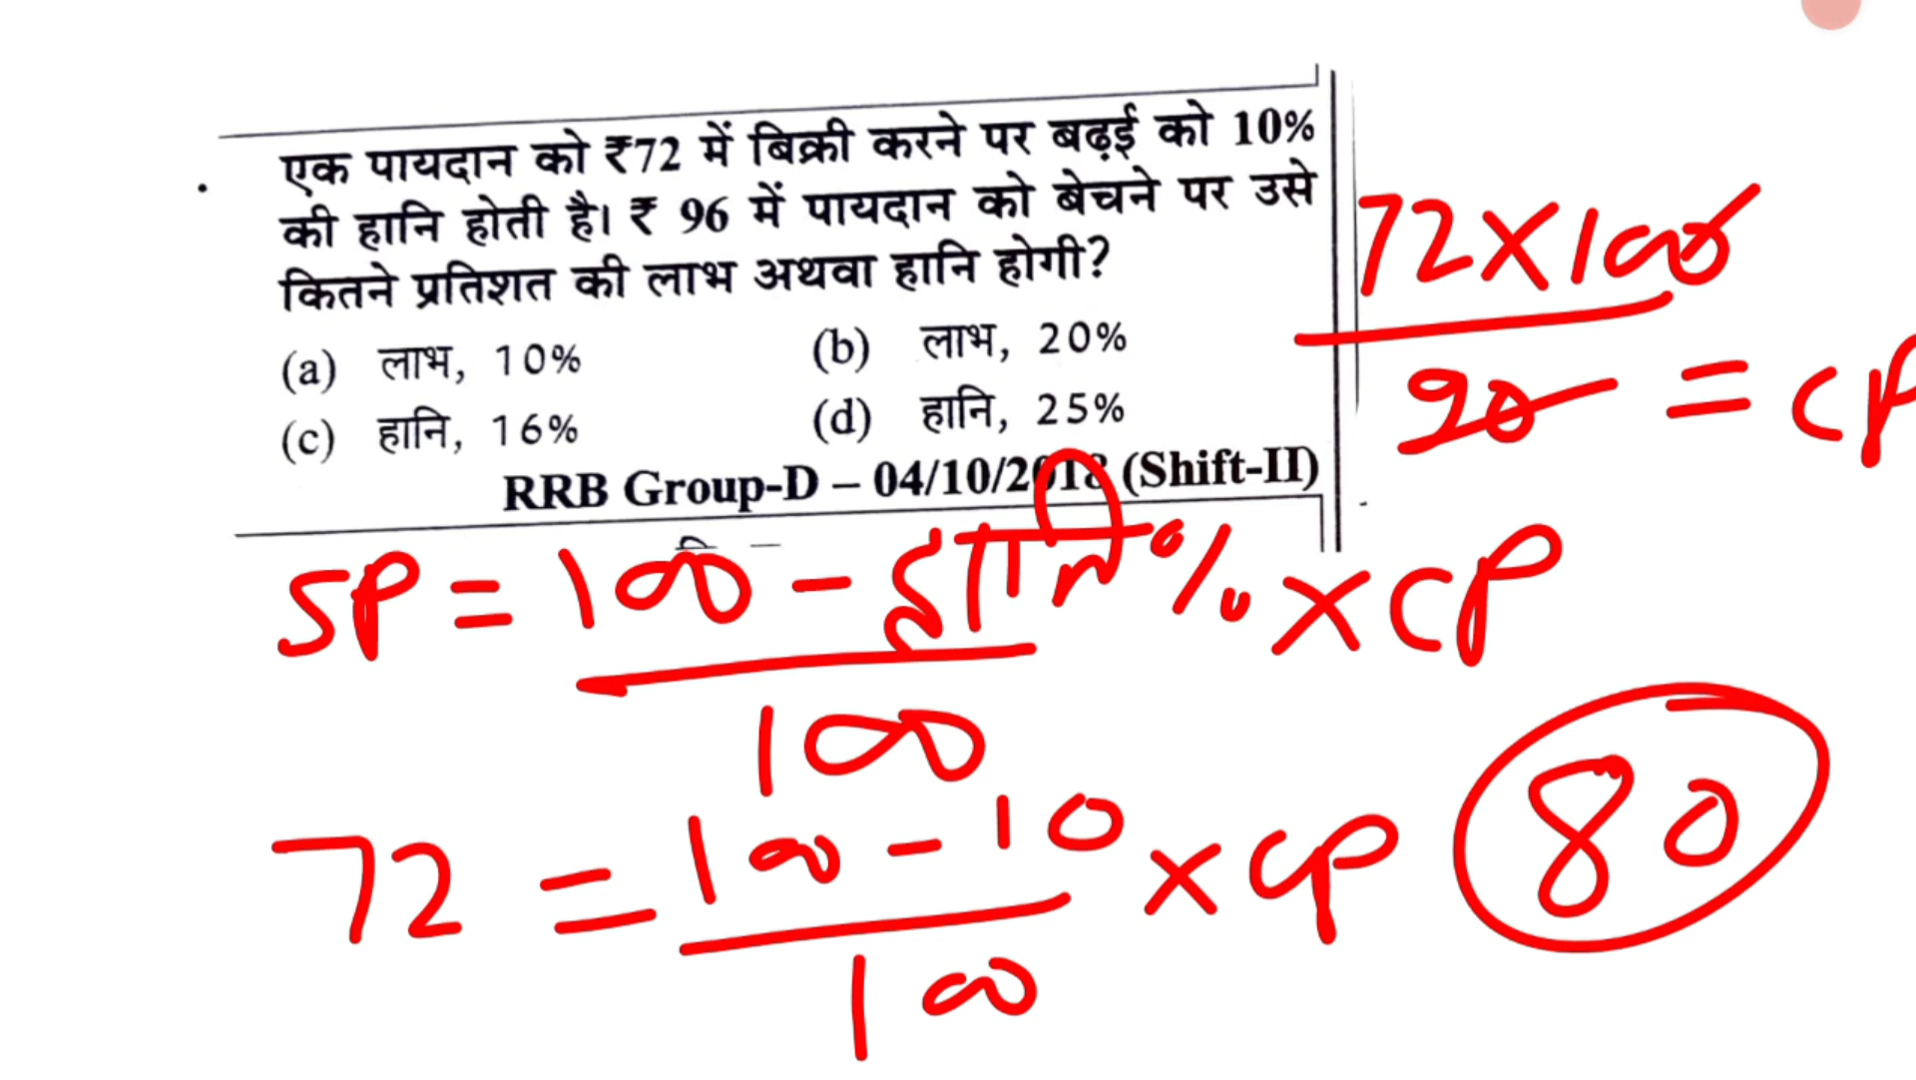 एक पायदान को ₹72 में बिक्री करने पर बढ़ई को 10%
की हानि होती है। ₹ 96 में पायदान को बेचने पर उसे
कितने प्रतिशत की लाभ अथवा हानि होगी?
(a) लाभ, 10% (b) लाभ, 20%
(c) हानि, 16% (d) हानि, 25%
RRB Group-D – 04/10/2018 (Shift-II)
72×100
90 = CP
SP = 100 - हानि% × CP
100
72 = 100 - 10 × CP
100
80